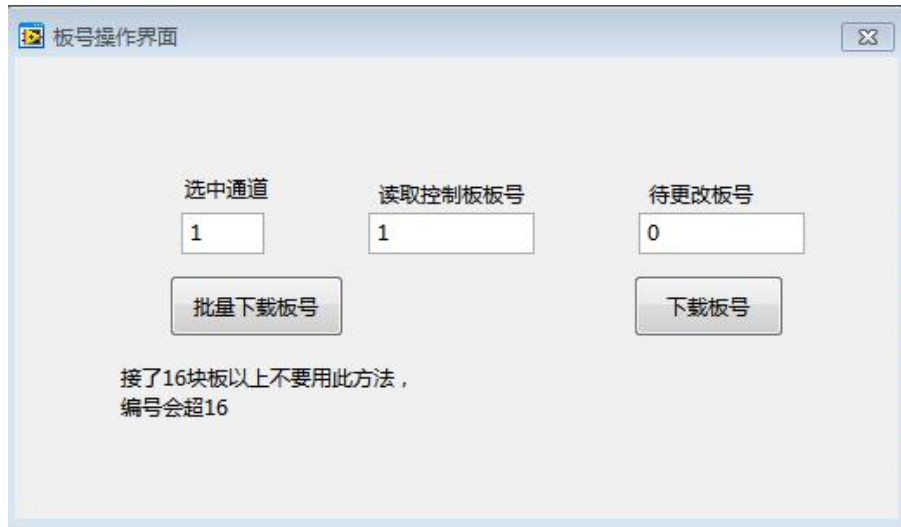 板号操作界面
选中通道
读取控制板板号
待更改板号
1
1
0
批量下载板号
下载板号
接了16块板以上不要用此方法，
编号会超16